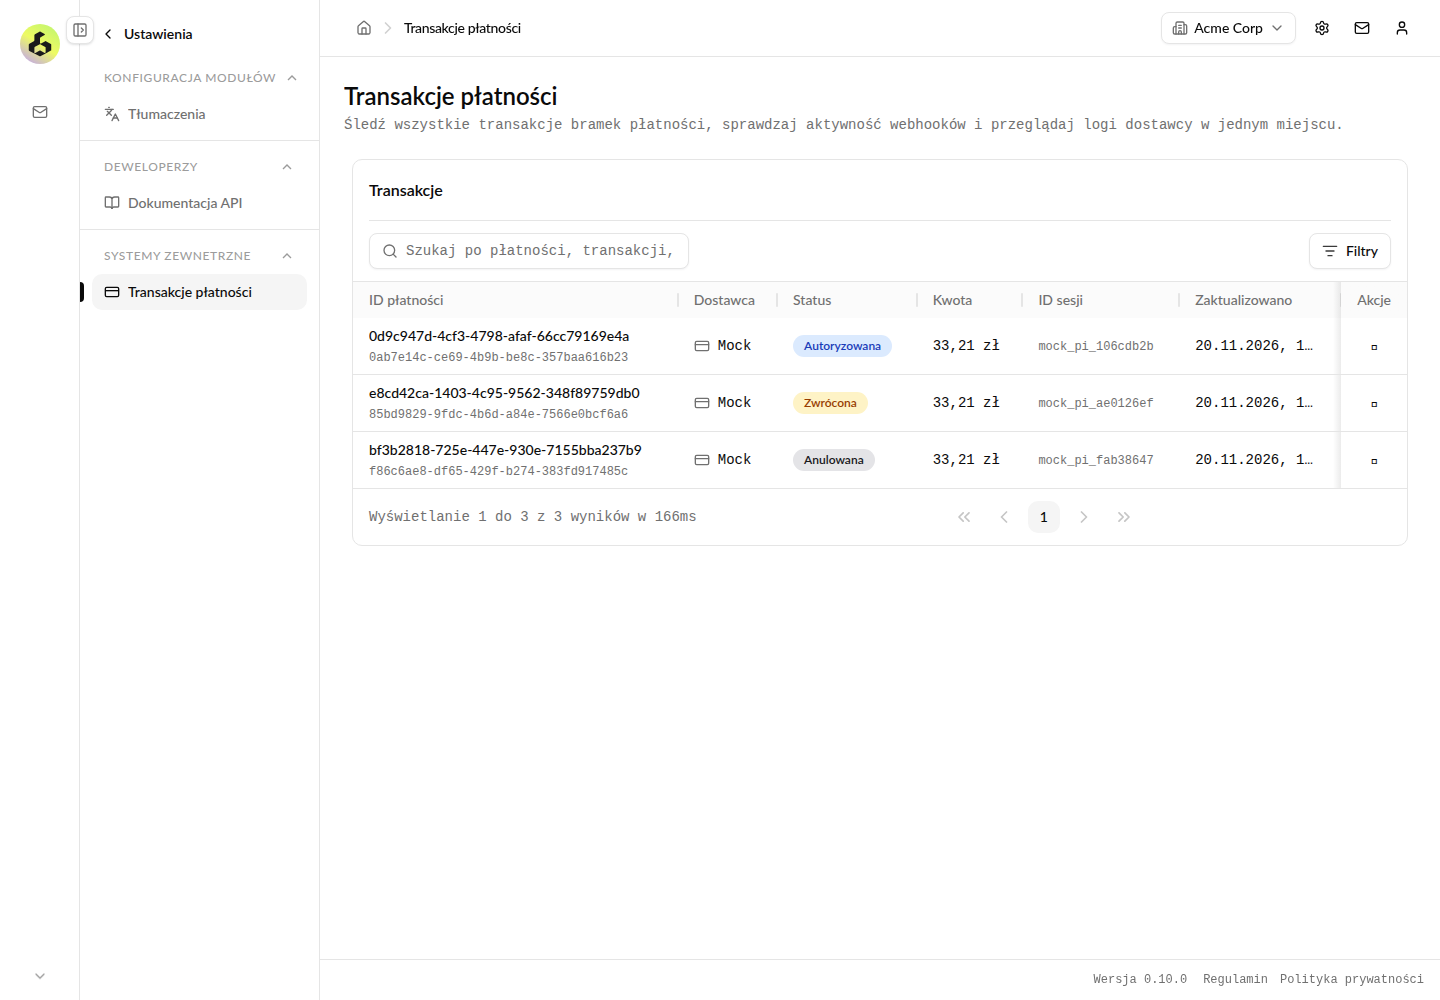 Ustawienia
KONFIGURACJA MODUŁÓW
Tłumaczenia
DEWELOPERZY
Dokumentacja API
SYSTEMY ZEWNETRZNE
Transakcje płatności
Transakcje płatności
Acme Corp
Transakcje płatności
Śledź wszystkie transakcje bramek płatności, sprawdzaj aktywność webhooków i przeglądaj logi dostawcy w jednym miejscu.
Transakcje
Szukaj po płatności, transakcji,
Filtry
ID płatności Dostawca Status Kwota ID sesji Zaktualizowano Akcje
0d9c947d-4cf3-4798-afaf-66cc79169e4a
0ab7e14c-ce69-4b9b-be8c-357baa616b23
Mock Autoryzowana 33,21 zł mock_pi_106cdb2b 20.11.2026, 1…
e8cd42ca-1403-4c95-9562-348f89759db0
85bd9829-9fdc-4b6d-a84e-7566e0bcf6a6
Mock Zwrócona 33,21 zł mock_pi_ae0126ef 20.11.2026, 1…
bf3b2818-725e-447e-930e-7155bba237b9
f86c6ae8-df65-429f-b274-383fd917485c
Mock Anulowana 33,21 zł mock_pi_fab38647 20.11.2026, 1…
Wyświetlanie 1 do 3 z 3 wyników w 166ms
1
Wersja 0.10.0 Regulamin Polityka prywatności